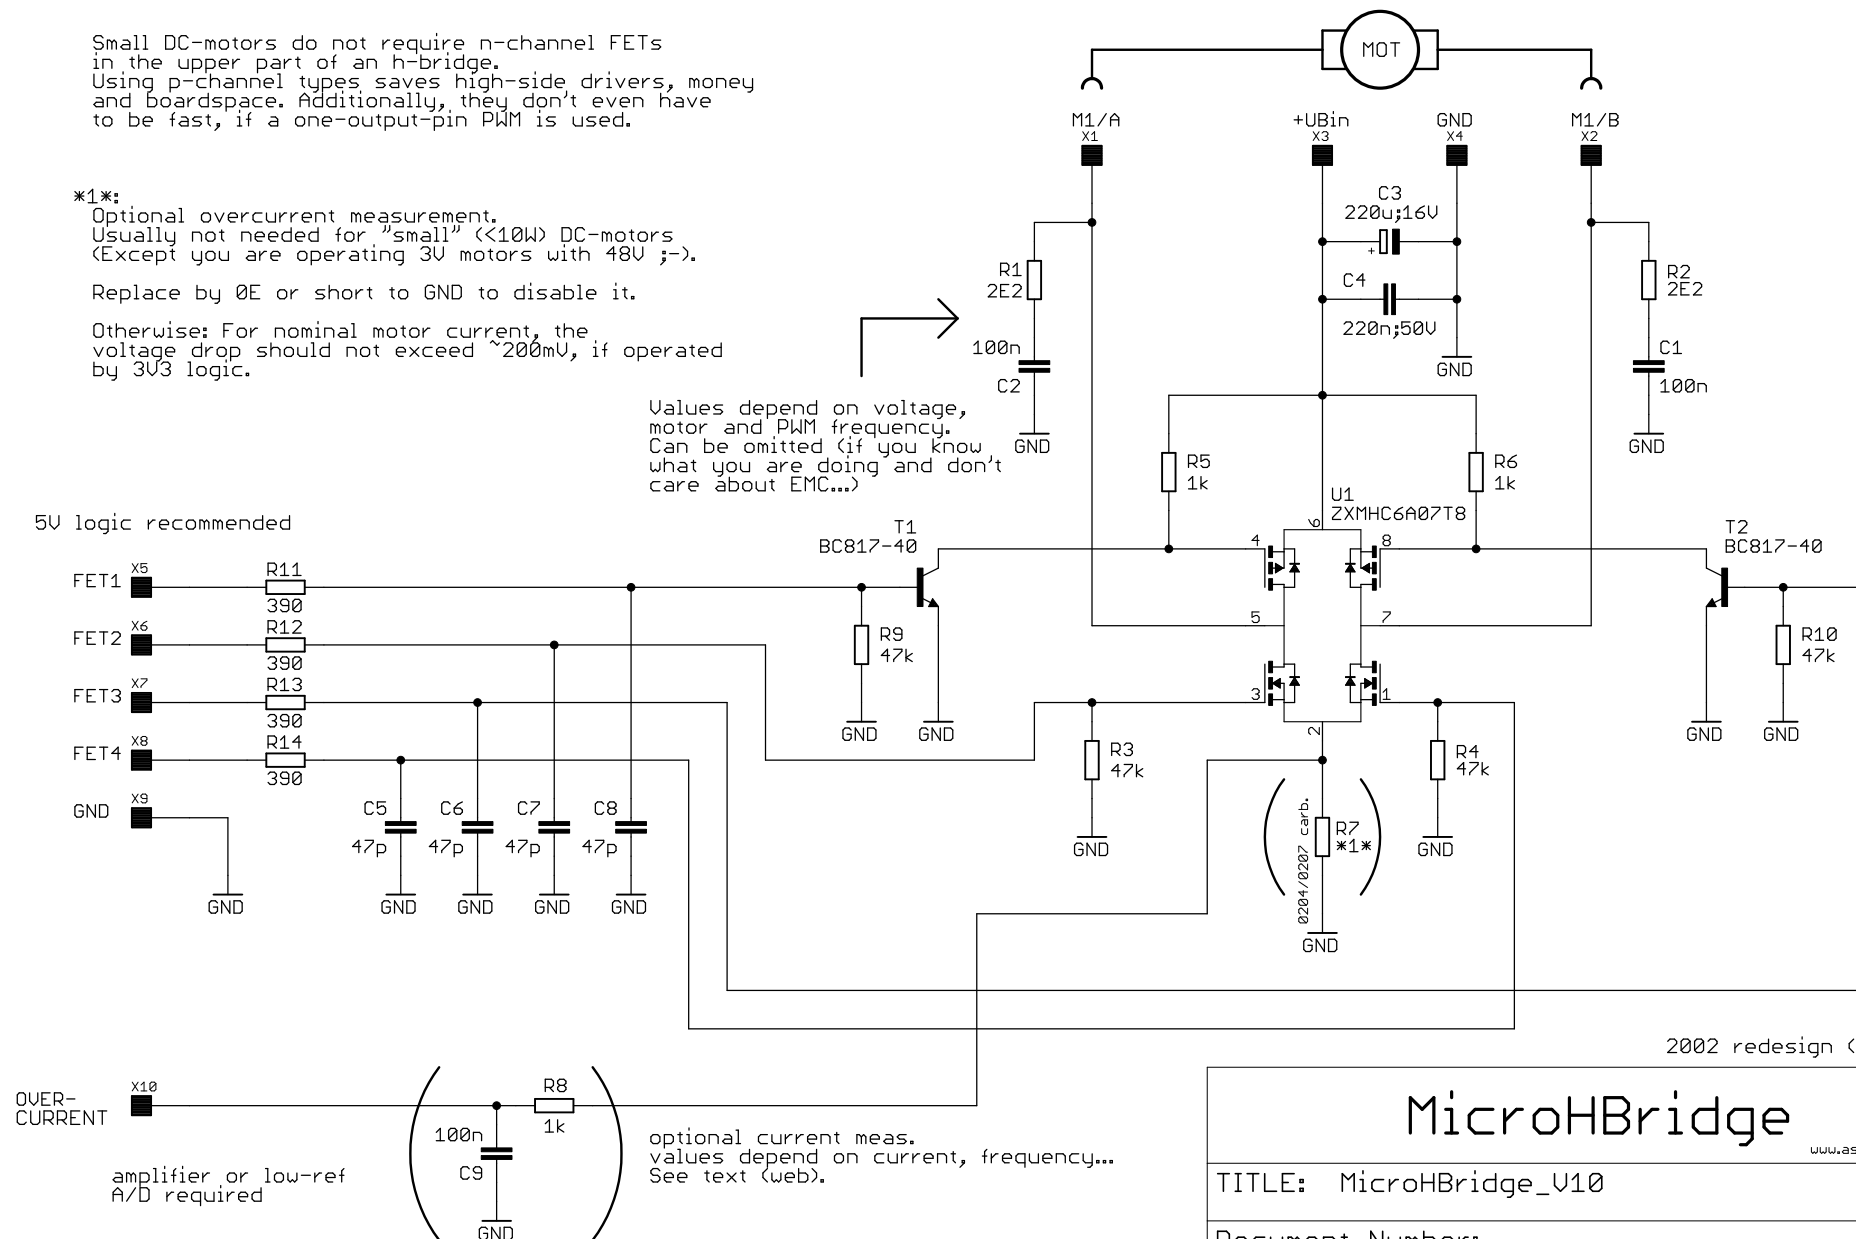 Small DC-motors do not require n-channel FETs
in the upper part of an h-bridge.
Using p-channel types saves high-side drivers, money
and boardspace. Additionally, they don't even have
to be fast, if a one-output-pin PWM is used.
*1*:
Optional overcurrent measurement.
Usually not needed for "small" (<10W) DC-motors
(Except you are operating 3V motors with 48V ;-).
Replace by 0E or short to GND to disable it.
Otherwise: For nominal motor current, the
voltage drop should not exceed ~200mV, if operated
by 3V3 logic.
Values depend on voltage,
motor and PWM frequency.
Can be omitted (if you know
what you are doing and don't
care about EMC...)
MOT
M1/A
X1
+UBin
X3
GND
X4
M1/B
X2
C3
220u;16V
+
C4
220n;50V
GND
R1
2E2
100n
C2
GND
R2
2E2
C1
100n
GND
R5
1k
R6
1k
U1
ZXMHC6A07T8
6
4
8
5
7
3
1
2
T1
BC817-40
T2
BC817-40
R9
47k
GND
GND
R10
47k
GND
GND
R3
47k
GND
R4
47k
GND
0204/0207 carb.
R7
*1*
GND
5V logic recommended
FET1
X5
R11
390
FET2
X6
R12
390
FET3
X7
R13
390
FET4
X8
R14
390
GND
X9
GND
C5
47p
GND
C6
47p
GND
C7
47p
GND
C8
47p
GND
OVER-
CURRENT
X10
R8
1k
100n
C9
GND
amplifier or low-ref
A/D required
optional current meas.
values depend on current, frequency...
See text (web).
2002 redesign (
MicroHBridge
www.as
TITLE: MicroHBridge_V10
Document Number: